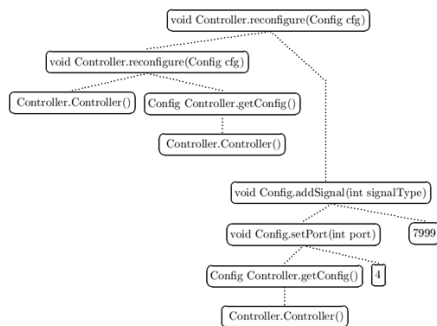 void Controller.reconfigure(Config cfg)
void Controller.reconfigure(Config cfg)
Controller.Controller()
Config Controller.getConfig()
Controller.Controller()
void Config.addSignal(int signalType)
void Config.setPort(int port)
7999
Config Controller.getConfig()
4
Controller.Controller()